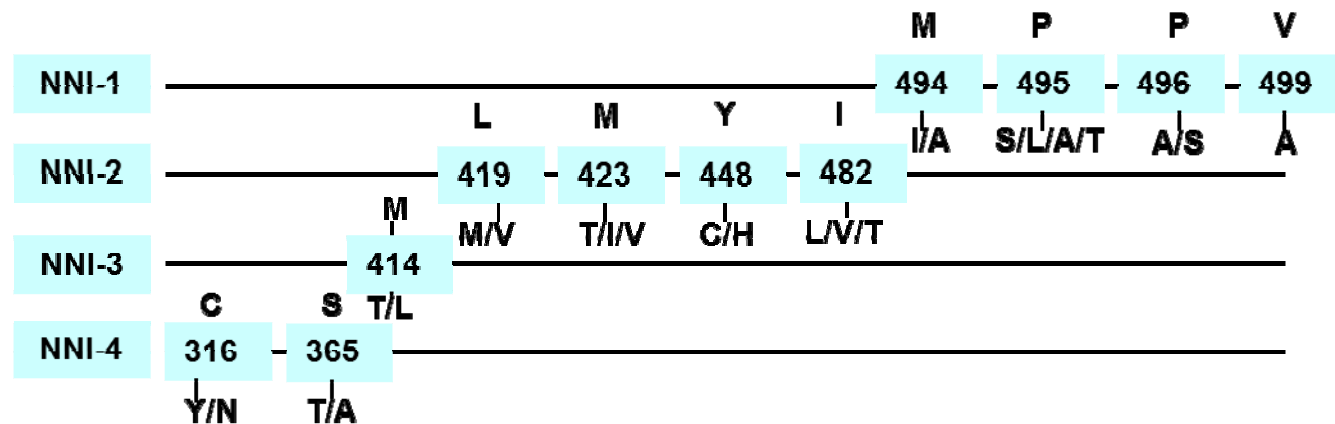 M P P V
NNI-1 494 495 496 499
I/A S/L/A/T A/S A
L M Y I
NNI-2 419 423 448 482
M/V T/I/V C/H L/V/T
M
NNI-3 414
T/L
C S
NNI-4 316 365
Y/N T/A